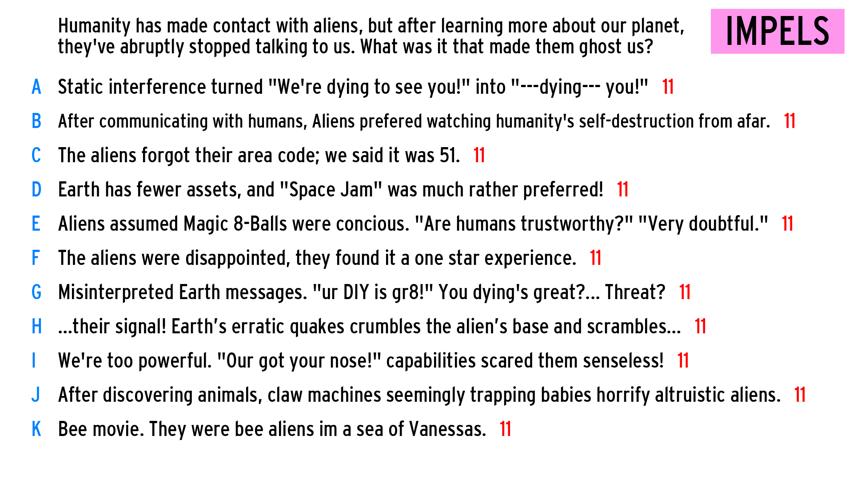 Humanity has made contact with aliens, but after learning more about our planet,
they've abruptly stopped talking to us. What was it that made them ghost us?
IMPELS
A Static interference turned "We're dying to see you!" into "---dying--- you!" 11
B After communicating with humans, Aliens prefered watching humanity's self-destruction from afar. 11
C The aliens forgot their area code; we said it was 51. 11
D Earth has fewer assets, and "Space Jam" was much rather preferred! 11
E Aliens assumed Magic 8-Balls were concious. "Are humans trustworthy?" "Very doubtful." 11
F The aliens were disappointed, they found it a one star experience. 11
G Misinterpreted Earth messages. "ur DIY is gr8!" You dying's great?... Threat? 11
H ...their signal! Earth’s erratic quakes crumbles the alien’s base and scrambles... 11
I We're too powerful. "Our got your nose!" capabilities scared them senseless! 11
J After discovering animals, claw machines seemingly trapping babies horrify altruistic aliens. 11
K Bee movie. They were bee aliens im a sea of Vanessas. 11